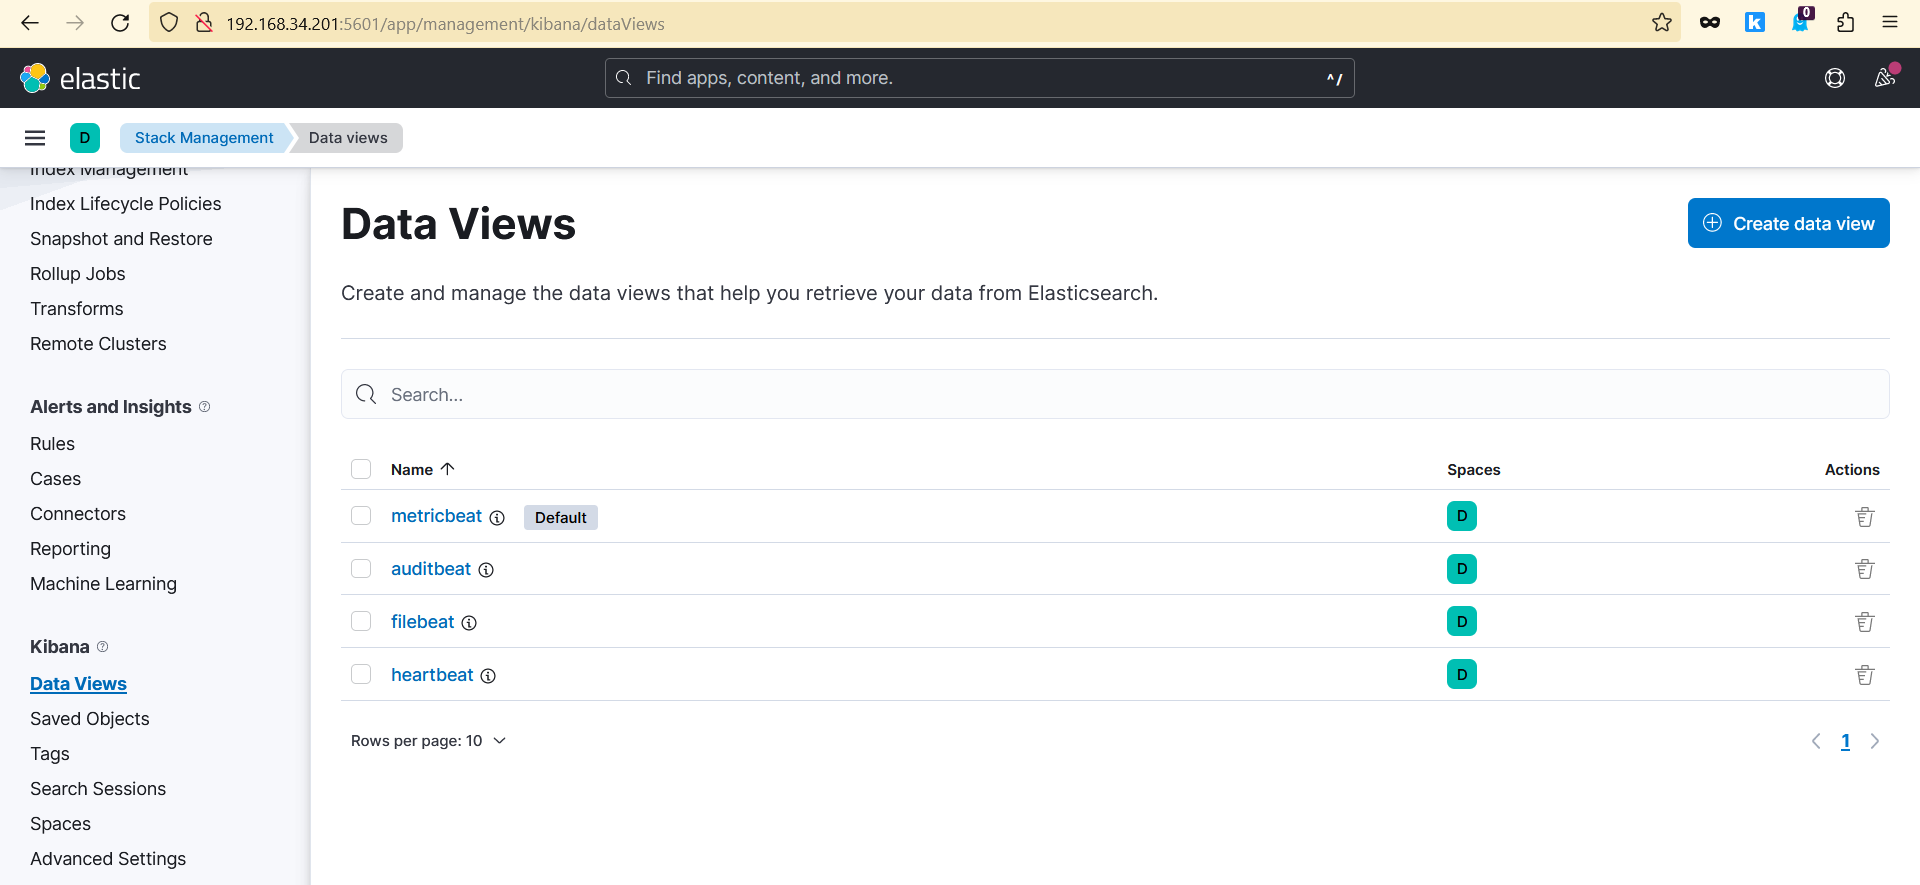 192.168.34.201:5601/app/management/kibana/dataViews
0
elastic
Find apps, content, and more.
^/
D
Stack Management
Data views
Index Management
Index Lifecycle Policies
Snapshot and Restore
Rollup Jobs
Transforms
Remote Clusters
Alerts and Insights
Rules
Cases
Connectors
Reporting
Machine Learning
Kibana
Data Views
Saved Objects
Tags
Search Sessions
Spaces
Advanced Settings
Data Views
Create data view
Create and manage the data views that help you retrieve your data from Elasticsearch.
Search...
Name Spaces Actions
metricbeat Default D
auditbeat D
filebeat D
heartbeat D
Rows per page: 10
1